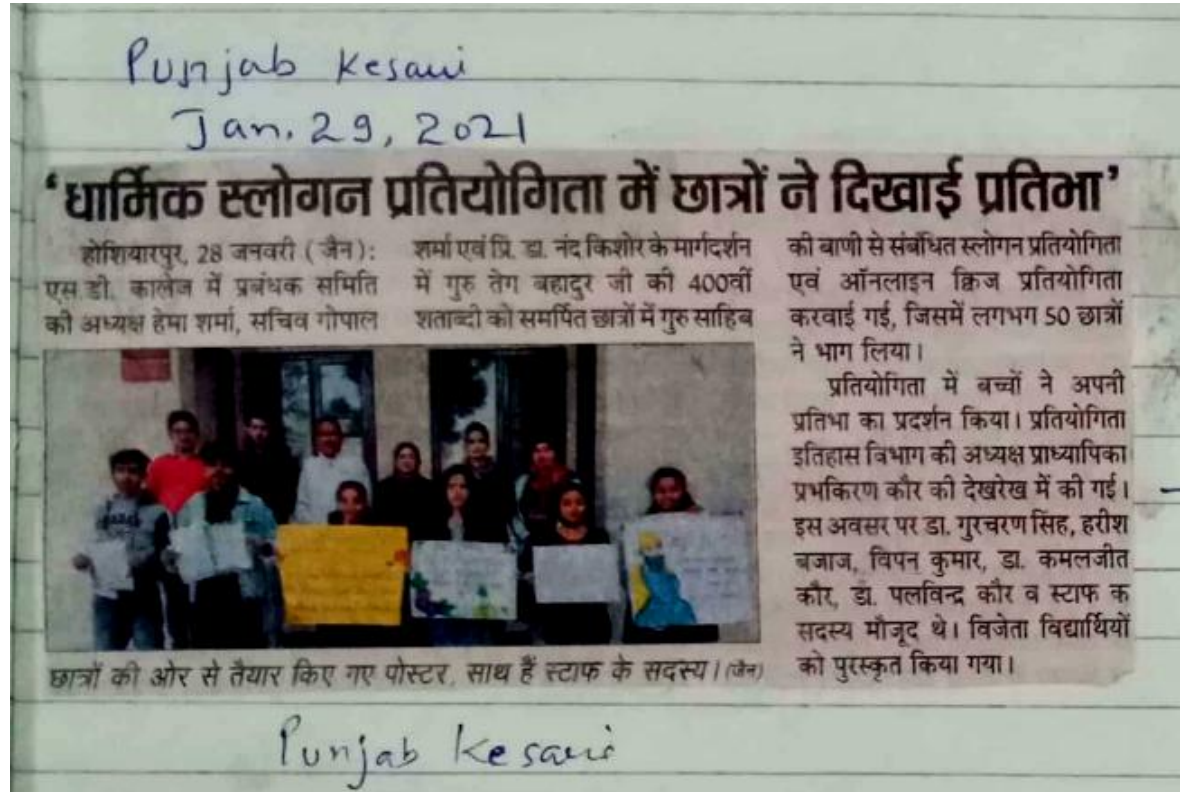 Punjab Kesari
Jan. 29, 2021
‘धार्मिक स्लोगन प्रतियोगिता में छात्रों ने दिखाई प्रतिभा’
होशियारपुर, 28 जनवरी (जैन):
एस.डी. कालेज में प्रबंधक समिति
की अध्यक्ष हेमा शर्मा, सचिव गोपाल
शर्मा एवं प्रि. डा. नंद किशोर के मार्गदर्शन
में गुरु तेग बहादुर जी की 400वीं
शताब्दी को समर्पित छात्रों में गुरु साहिब
की बाणी से संबंधित स्लोगन प्रतियोगिता
एवं ऑनलाइन क्विज प्रतियोगिता
करवाई गई, जिसमें लगभग 50 छात्रों
ने भाग लिया।
प्रतियोगिता में बच्चों ने अपनी
प्रतिभा का प्रदर्शन किया। प्रतियोगिता
इतिहास विभाग की अध्यक्ष प्राध्यापिका
प्रभकिरण कौर की देखरेख में की गई।
इस अवसर पर डा. गुरचरण सिंह, हरीश
बजाज, विपन कुमार, डा. कमलजीत
कौर, डा. पलविन्द्र कौर व स्टाफ क
सदस्य मौजूद थे। विजेता विद्यार्थियों
को पुरस्कृत किया गया।
छात्रों की ओर से तैयार किए गए पोस्टर, साथ हैं स्टाफ के सदस्य। (जैन)
Punjab Kesari